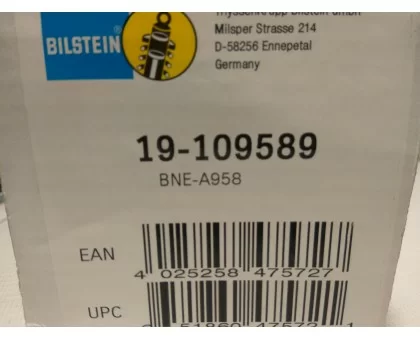 BILSTEIN
Milsper Strasse 214
D-58256 Ennepetal
Germany
19-109589
BNE-A958
EAN
4 025258 475727
UPC